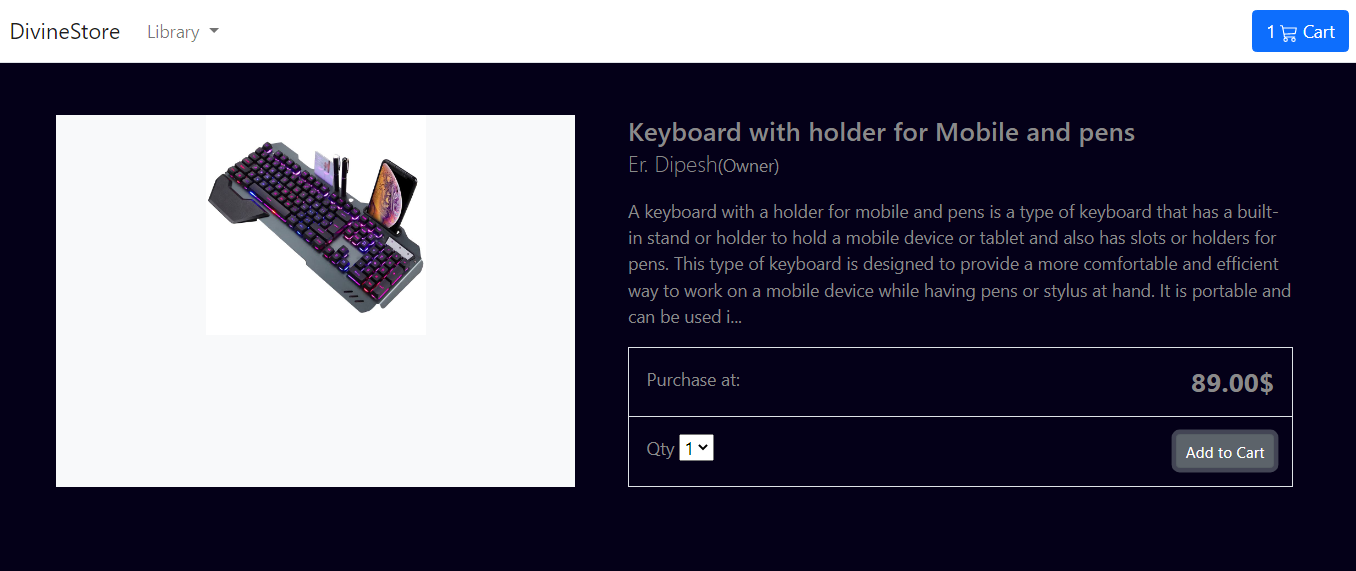 DivineStore Library 1 Cart
Keyboard with holder for Mobile and pens
Er. Dipesh(Owner)
A keyboard with a holder for mobile and pens is a type of keyboard that has a built-
in stand or holder to hold a mobile device or tablet and also has slots or holders for
pens. This type of keyboard is designed to provide a more comfortable and efficient
way to work on a mobile device while having pens or stylus at hand. It is portable and
can be used i...
Purchase at: 89.00$
Qty 1 Add to Cart